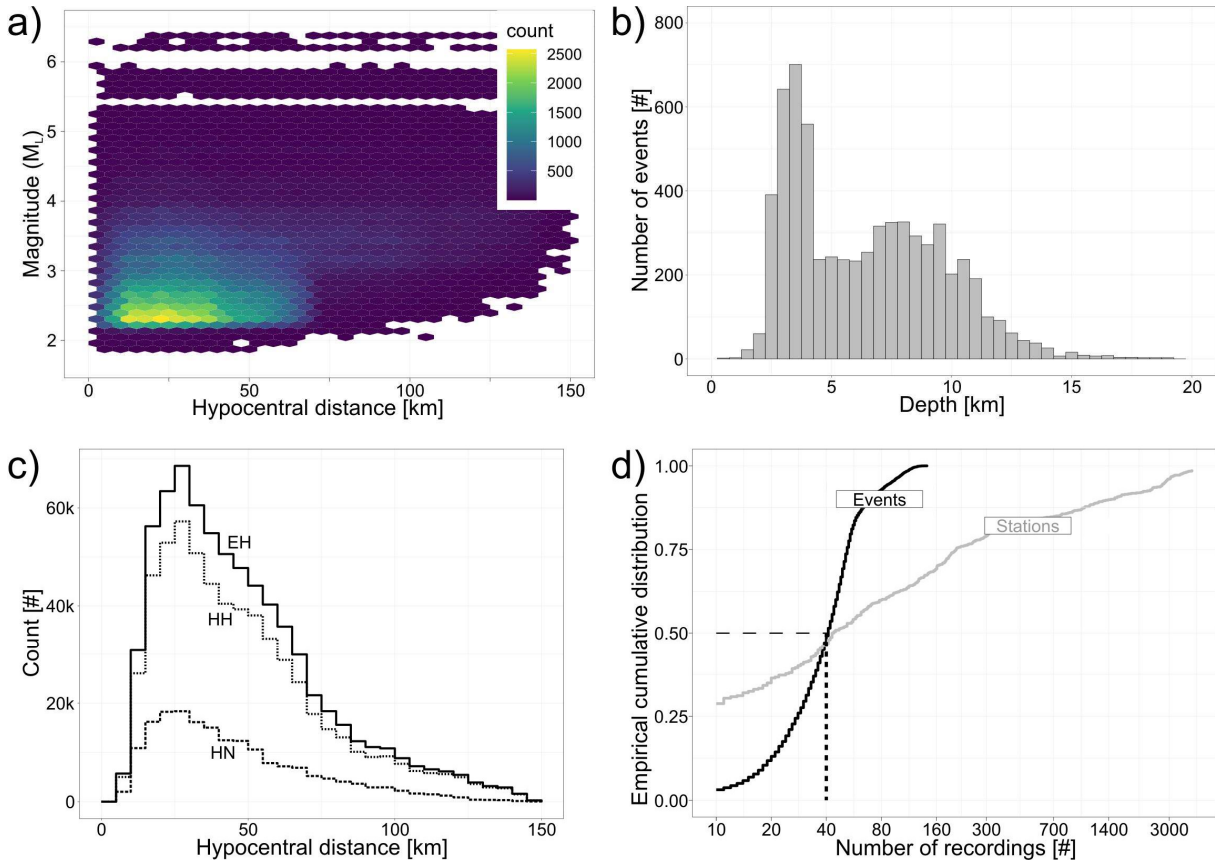 a)
count
2500
2000
1500
1000
500
6
5
4
3
2
Magnitude (M_L)
0 50 100 150
Hypocentral distance [km]
b)
800
600
400
200
0
Number of events [#]
0 5 10 15 20
Depth [km]
c)
60k
40k
20k
0k
Count [#]
EH
HH
HN
0 50 100 150
Hypocentral distance [km]
d)
1.00
0.75
0.50
0.25
0.00
Empirical cumulative distribution
Events
Stations
10 20 40 80 160 300 700 1400 3000
Number of recordings [#]